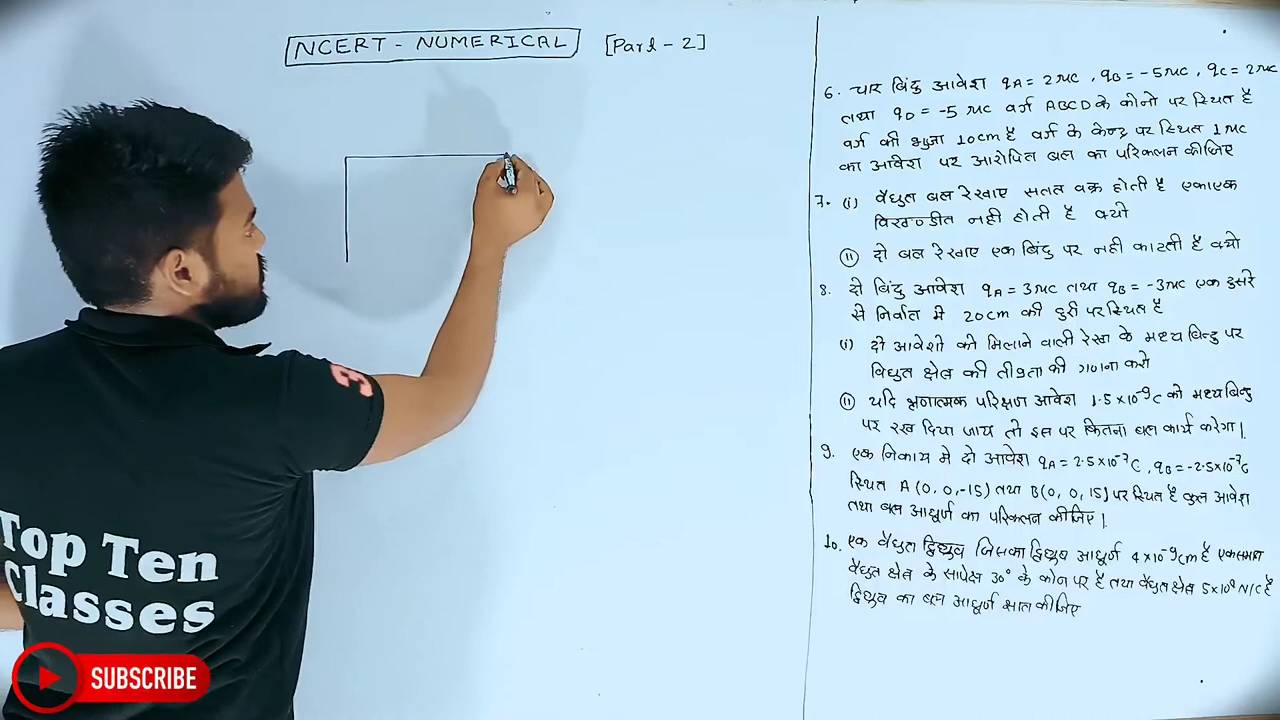 NCERT - NUMERICAL [Part - 2]
6. चार बिंदु आवेश qA = 2μC , qB = -5μC , qC = 2μC
तथा qD = -5 μC वर्ग ABCD के कोनो पर स्थित है
वर्ग की भुजा 10cm है वर्ग के केन्द्र पर स्थित 1μC
का आवेश पर आरोपित बल का परिकलन कीजिए
7. (i) वैधुत बल रेखाए सतत वक्र होती है एकाएक
विखण्डीत नही होती है क्यो
(ii) दो बल रेखाए एक बिंदु पर नही काटती है क्यो
8. दो बिंदु आवेश qA = 3μC तथा qB = -3μC एक दुसरे
से निर्वात मे 20cm की दुरी पर स्थित है
(i) दो आवेशो को मिलाने वाली रेखा के मध्य बिन्दु पर
विधुत क्षेत्र की तीव्रता की गणना करो
(ii) यदि ऋनात्मक परिक्षण आवेश 1.5×10⁻⁹C को मध्य बिन्दु
पर रख दिया जाय तो इस पर कितना बल कार्य करेगा।
9. एक निकाय मे दो आवेश qA = 2.5×10⁻⁷C , qB = -2.5×10⁻⁷C
स्थित A (0, 0, -15) तथा B(0, 0, 15) पर स्थित है कुल आवेश
तथा बल आधूर्ण का परिकलन कीजिए।
10. एक वैधुत द्विध्रुव जिसका द्विध्रुव आधूर्ण 4×10⁻⁹cm है एकसमान
वैधुत क्षेत्र के सापेक्ष 30° के कोन पर है तथा वैधुत क्षेत्र 5×10⁴ N/C है
द्विध्रुव का बल आधूर्ण ज्ञात कीजिए
3
Top Ten
Classes
SUBSCRIBE